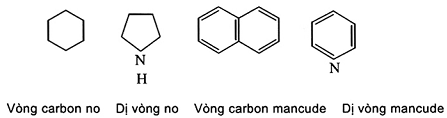 N
H
N
Vòng carbon no Dị vòng no Vòng carbon mancude Dị vòng mancude